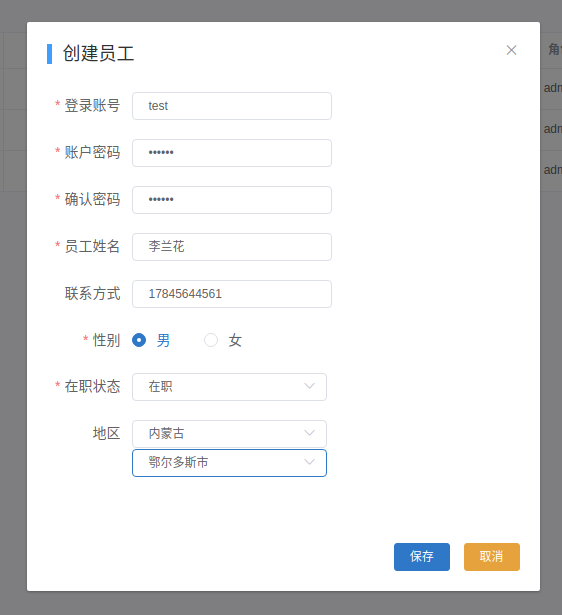 创建员工
* 登录账号 test
* 账户密码 ••••••
* 确认密码 ••••••
* 员工姓名 李兰花
联系方式 17845644561
* 性别 男 女
* 在职状态 在职
地区 内蒙古
鄂尔多斯市
保存 取消
adm
adm
adm